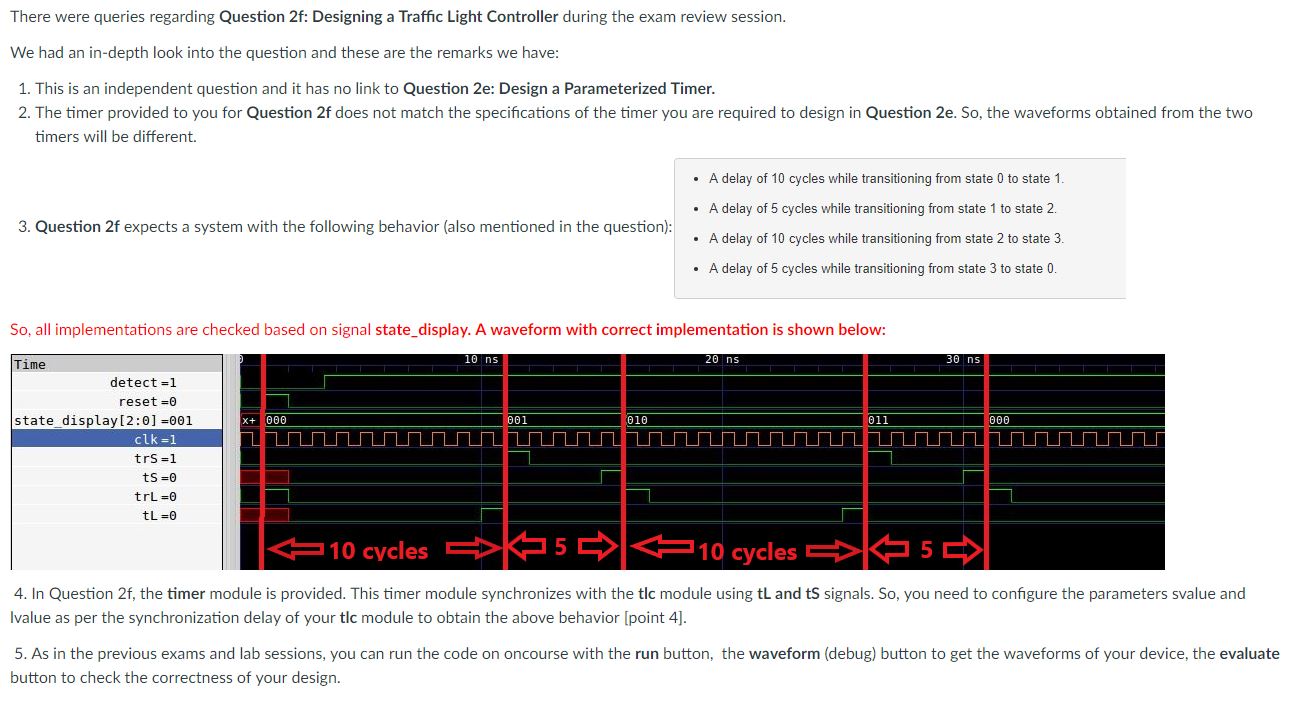 There were queries regarding Question 2f: Designing a Traffic Light Controller during the exam review session.
We had an in-depth look into the question and these are the remarks we have:
1. This is an independent question and it has no link to Question 2e: Design a Parameterized Timer.
2. The timer provided to you for Question 2f does not match the specifications of the timer you are required to design in Question 2e. So, the waveforms obtained from the two
timers will be different.
3. Question 2f expects a system with the following behavior (also mentioned in the question):
• A delay of 10 cycles while transitioning from state 0 to state 1.
• A delay of 5 cycles while transitioning from state 1 to state 2.
• A delay of 10 cycles while transitioning from state 2 to state 3.
• A delay of 5 cycles while transitioning from state 3 to state 0.
So, all implementations are checked based on signal state_display. A waveform with correct implementation is shown below:
Time
10 ns 20 ns 30 ns
detect =1
reset =0
state_display[2:0] =001
x+ 000 001 010 011 000
clk =1
trS =1
tS =0
trL =0
tL =0
10 cycles 5 10 cycles 5
4. In Question 2f, the timer module is provided. This timer module synchronizes with the tlc module using tL and tS signals. So, you need to configure the parameters svalue and
lvalue as per the synchronization delay of your tlc module to obtain the above behavior [point 4].
5. As in the previous exams and lab sessions, you can run the code on oncourse with the run button, the waveform (debug) button to get the waveforms of your device, the evaluate
button to check the correctness of your design.